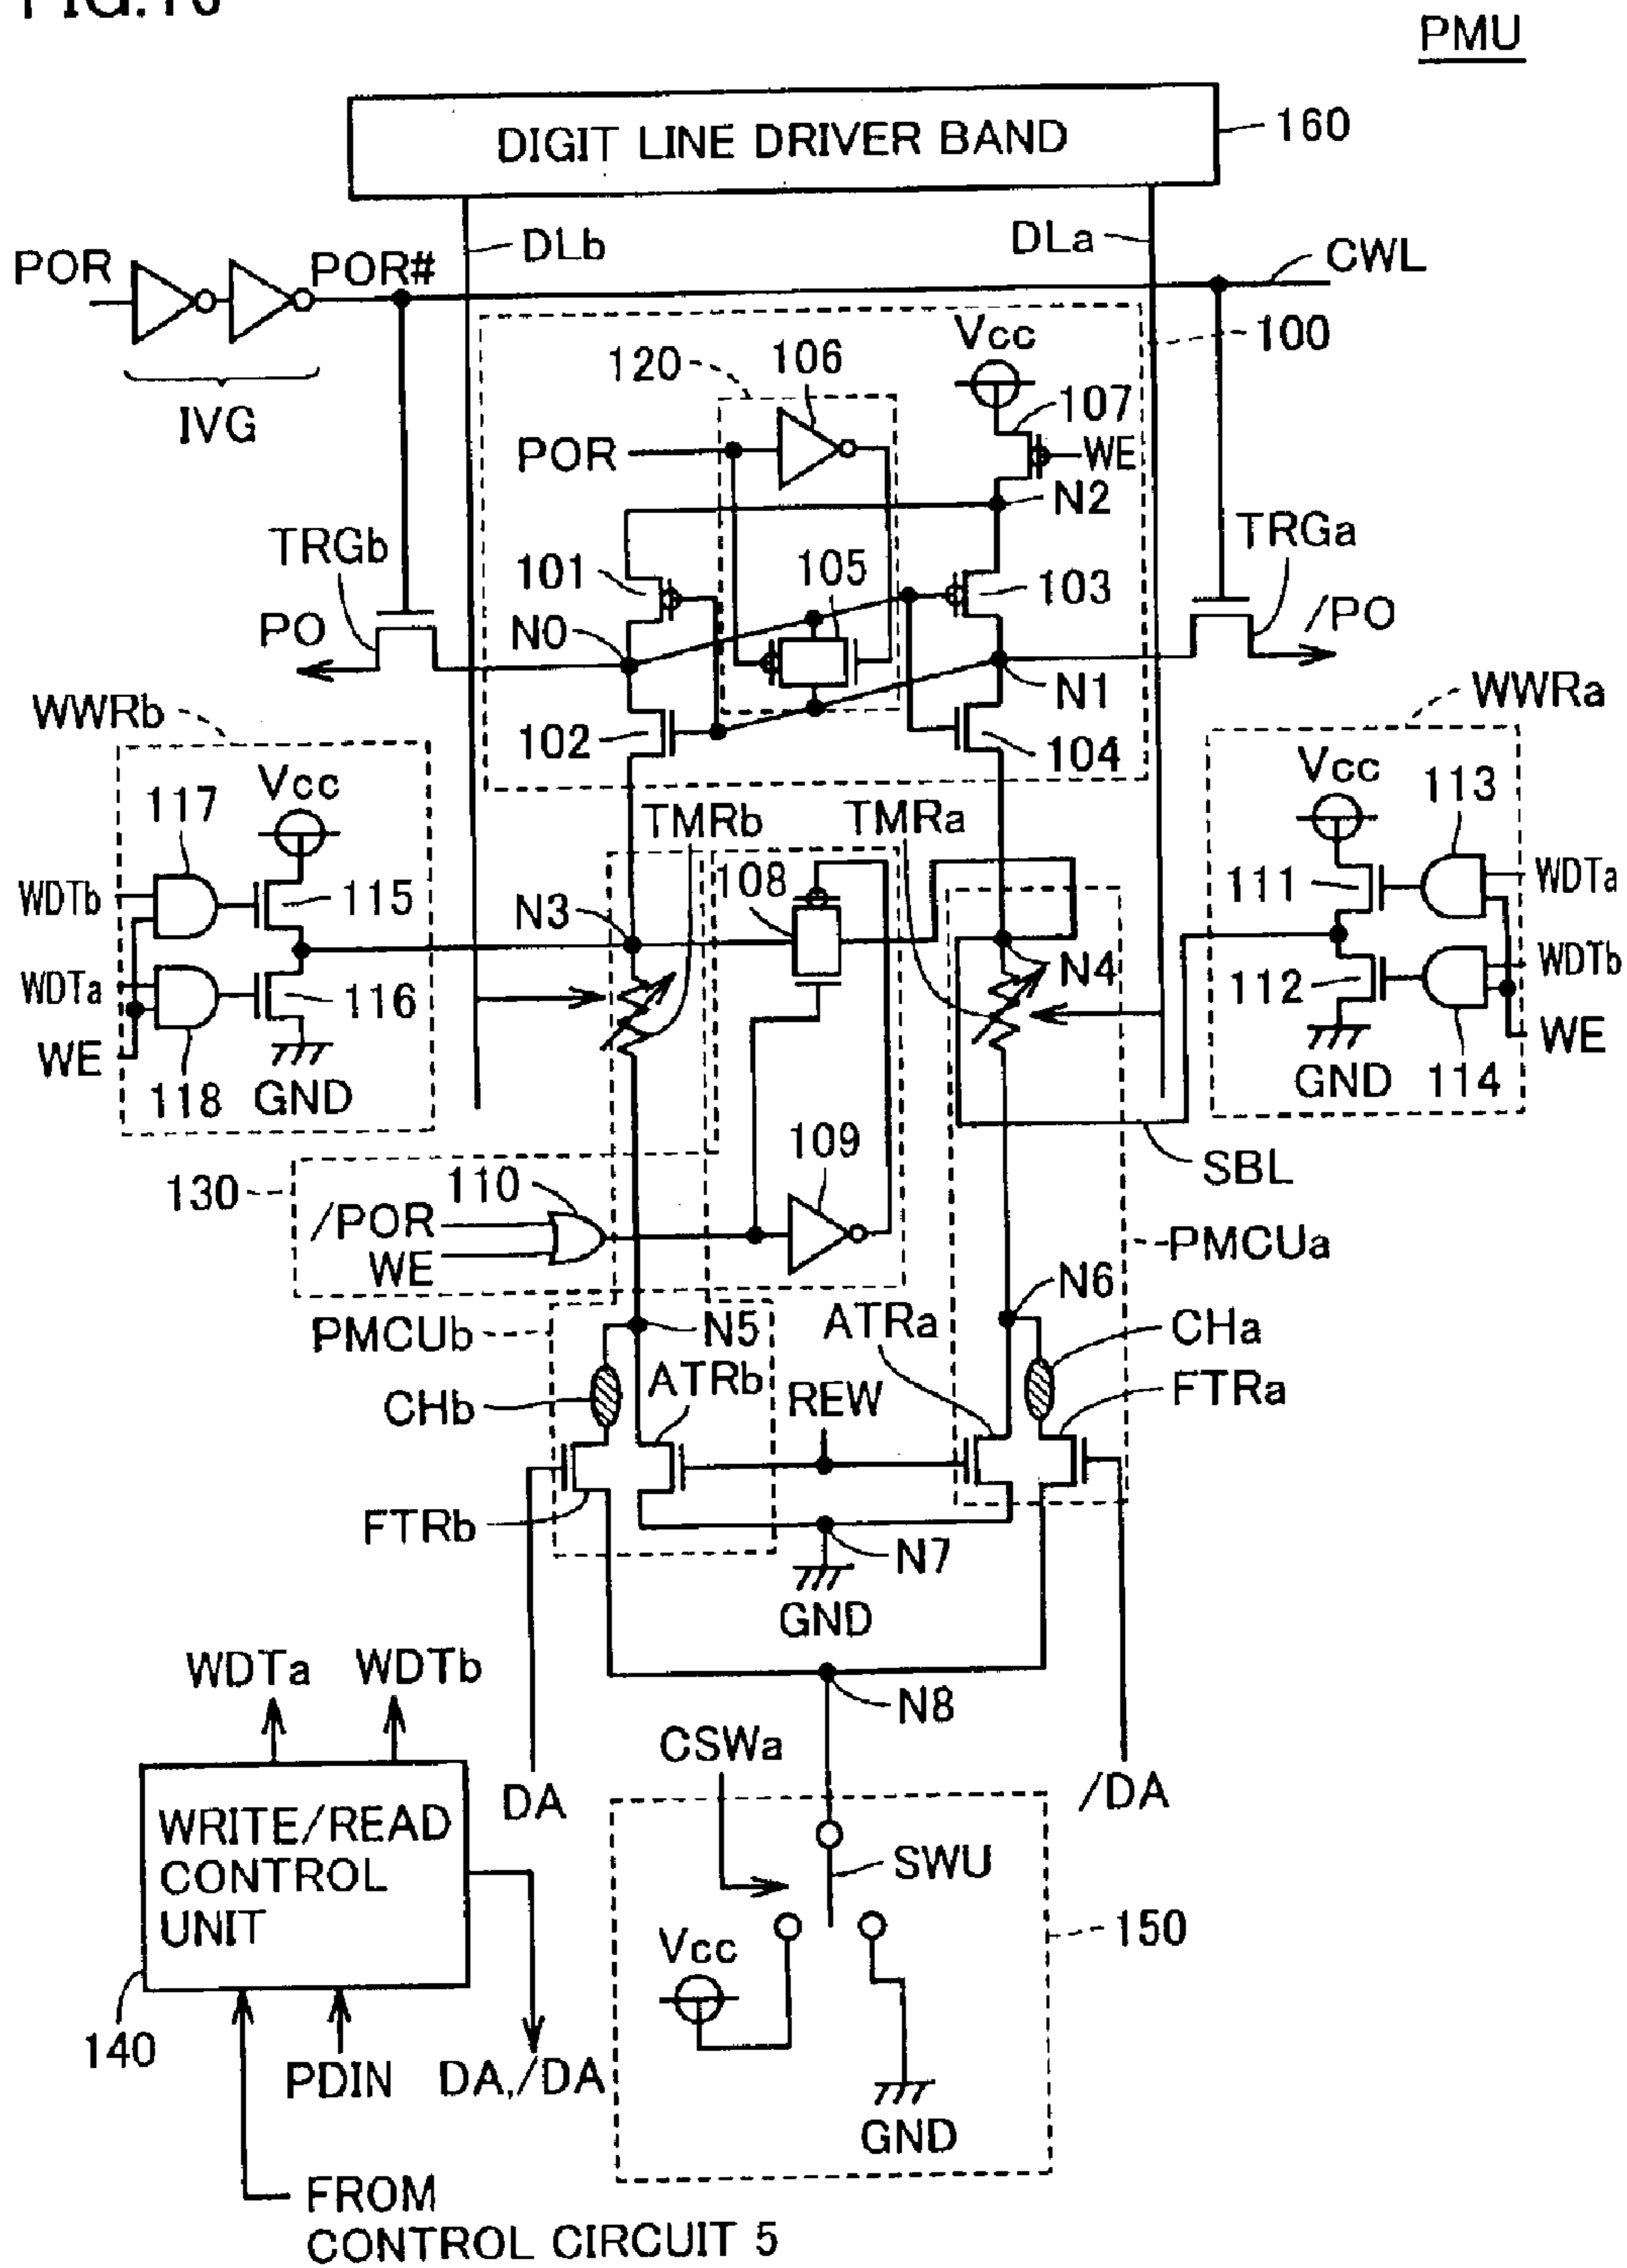 PMU
DIGIT LINE DRIVER BAND
160
DLb
DLa
POR
POR#
CWL
IVG
Vcc
100
120
106
107
POR
WE
N2
TRGb
TRGa
101
105
103
PO
N0
/PO
N1
WWRb
WWRa
102
104
Vcc
Vcc
117
113
TMRb
TMRa
WDTb
115
108
111
WDTa
N3
N4
WDTa
116
112
WDTb
WE
WE
118
GND
GND
114
109
SBL
130
110
/POR
WE
PMCUa
N6
PMCUb
N5
ATRa
CHa
ATRb
CHb
REW
FTRa
FTRb
N7
GND
WDTa
WDTb
N8
CSWa
DA
/DA
WRITE/READ
CONTROL
UNIT
SWU
150
Vcc
140
PDIN
DA,/DA
GND
FROM
CONTROL CIRCUIT 5